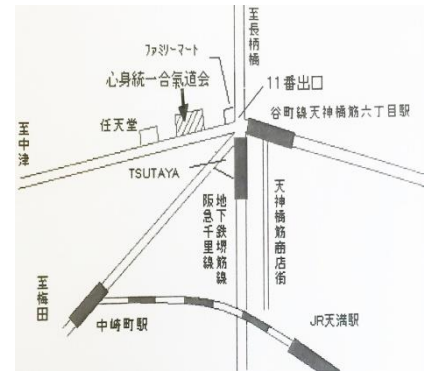 至長柄橋
ファミリーマート
心身統一合氣道会
11番出口
谷町線天神橋筋六丁目駅
任天堂
至中津
TSUTAYA
地下鉄堺筋線
阪急千里線
天神橋筋商店街
至梅田
中崎町駅
JR天満駅